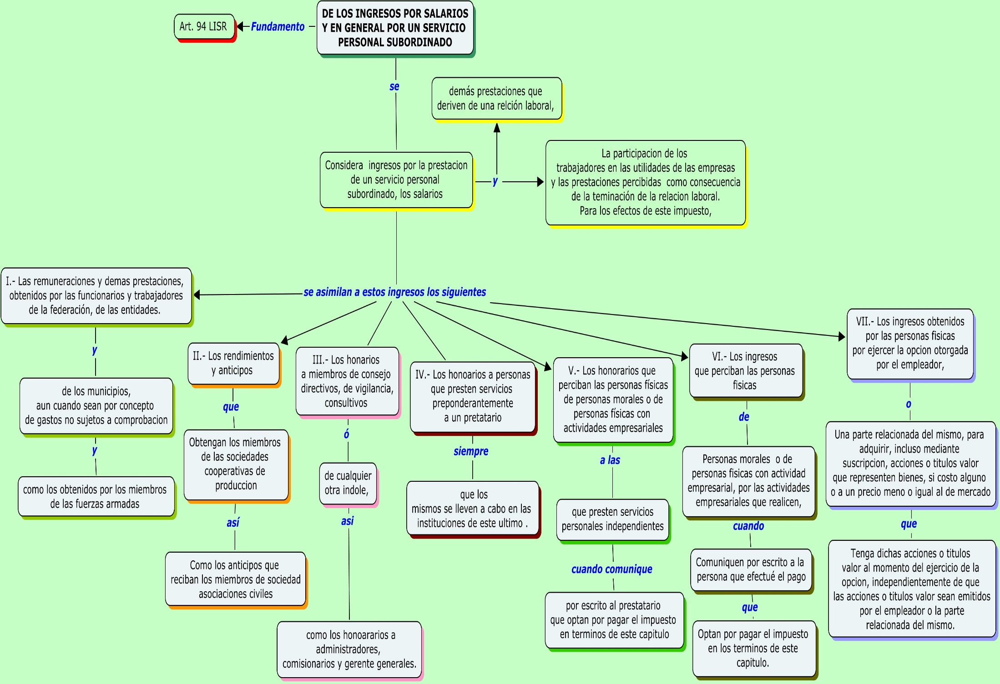 DE LOS INGRESOS POR SALARIOS
Y EN GENERAL POR UN SERVICIO
PERSONAL SUBORDINADO
Fundamento
Art. 94 LISR
se
Considera  ingresos por la prestacion
de un servicio personal
subordinado, los salarios
y
demás prestaciones que
deriven de una relción laboral,
La participacion de los
trabajadores en las utilidades de las empresas
y las prestaciones percibidas  como consecuencia
de la teminación de la relacion laboral.
Para los efectos de este impuesto,
se asimilan a estos ingresos los siguientes
I.- Las remuneraciones y demas prestaciones,
obtenidos por las funcionarios y trabajadores
de la federación, de las entidades.
y
de los municipios,
aun cuando sean por concepto
de gastos no sujetos a comprobacion
y
como los obtenidos por los miembros
de las fuerzas armadas
II.- Los rendimientos
y anticipos
que
Obtengan los miembros
de las sociedades
cooperativas de
produccion
así
Como los anticipos que
reciban los miembros de sociedad
asociaciones civiles
III.- Los honarios
a miembros de consejo
directivos, de vigilancia,
consultivos
ó
de cualquier
otra indole,
asi
como los honoararios a
administradores,
comisionarios y gerente generales.
IV.- Los honoarios a personas
que presten servicios
preponderantemente
a un pretatario
siempre
que los
mismos se lleven a cabo en las
instituciones de este ultimo .
V.- Los honorarios que
perciban las personas físicas
de personas morales o de
personas físicas con
actividades empresariales
a las
que presten servicios
personales independientes
cuando comunique
por escrito al prestatario
que optan por pagar el impuesto
en terminos de este capitulo
VI.- Los ingresos
que perciban las personas
fisicas
de
Personas morales  o de
personas fisicas con actividad
empresarial, por las actividades
empresariales que realicen,
cuando
Comuniquen por escrito a la
persona que efectué el pago
que
Optan por pagar el impuesto
en los terminos de este
capitulo.
VII.- Los ingresos obtenidos
por las personas fisicas
por ejercer la opcion otorgada
por el empleador,
o
Una parte relacionada del mismo, para
adquirir, incluso mediante
suscripcion, acciones o titulos valor
que representen bienes, si costo alguno
o a un precio meno o igual al de mercado
que
Tenga dichas acciones o titulos
valor al momento del ejercicio de la
opcion, independientemente de que
las acciones o titulos valor sean emitidos
por el empleador o la parte
relacionada del mismo.